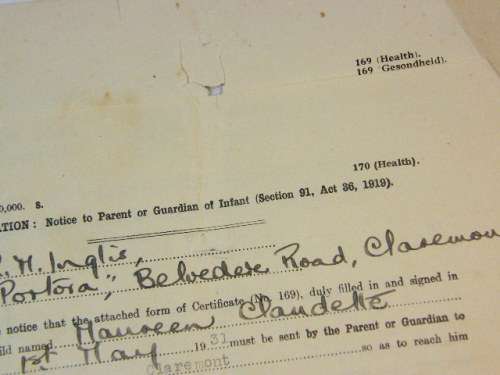 169 (Health).
169 (Gesondheid).
170 (Health).
0,000. S.
ATION: Notice to Parent or Guardian of Infant (Section 91, Act 36, 1919).
M. Inglis,
"Portora," Belvedere Road, Claremon
notice that the attached form of Certificate (No. 169), duly filled in and signed in
ild named Maureen Claudette
1st May 1931 must be sent by the Parent or Guardian to
Claremont so as to reach him